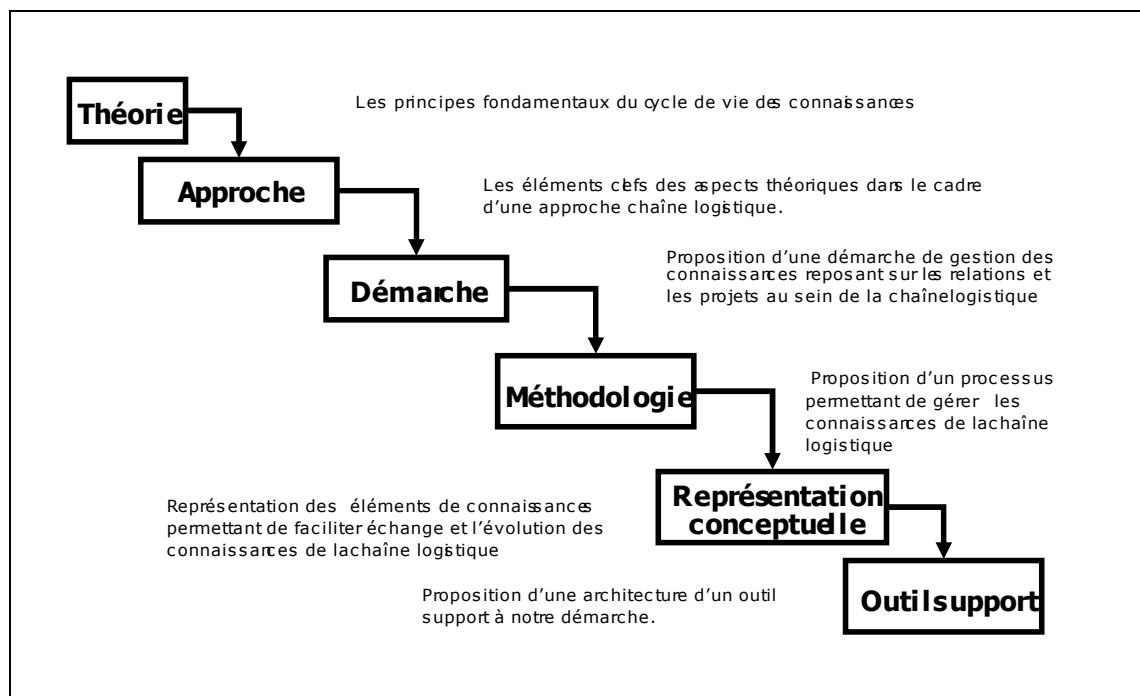 Théorie
Les principes fondamentaux du cycle de vie des connaissances
Approche
Les éléments clefs des aspects théoriques dans le cadre
d'une approche chaîne logistique.
Démarche
Proposition d'une démarche de gestion des
connaissances reposant sur les relations et
les projets au sein de la chaînelogistique
Méthodologie
Proposition d'un processus
permettant de gérer les
connaissances de lachaîne
logistique
Représentation
conceptuelle
Représentation des éléments de connaissances
permettant de faciliter échange et l'évolution des
connaissances de lachaîne logistique
Outil support
Proposition d'une architecture d'un outil
support à notre démarche.